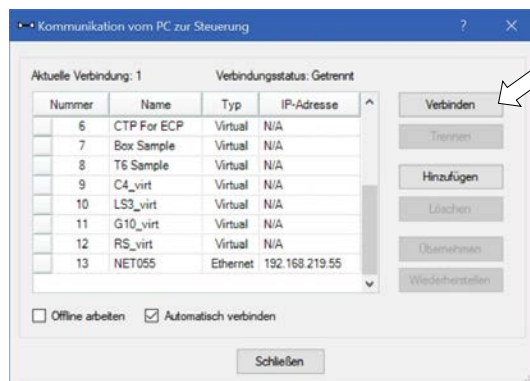 Kommunikation vom PC zur Steuerung
Aktuelle Verbindung: 1 Verbindungsstatus: Getrennt
Nummer Name Typ IP-Adresse
6 CTP For ECP Virtual N/A
7 Box Sample Virtual N/A
8 T6 Sample Virtual N/A
9 C4_virt Virtual N/A
10 LS3_virt Virtual N/A
11 G10_virt Virtual N/A
12 RS_virt Virtual N/A
13 NET055 Ethernet 192.168.219.55
Verbinden
Trennen
Hinzufügen
Löschen
Übernehmen
Wiederherstellen
Offline arbeiten Automatisch verbinden
Schließen